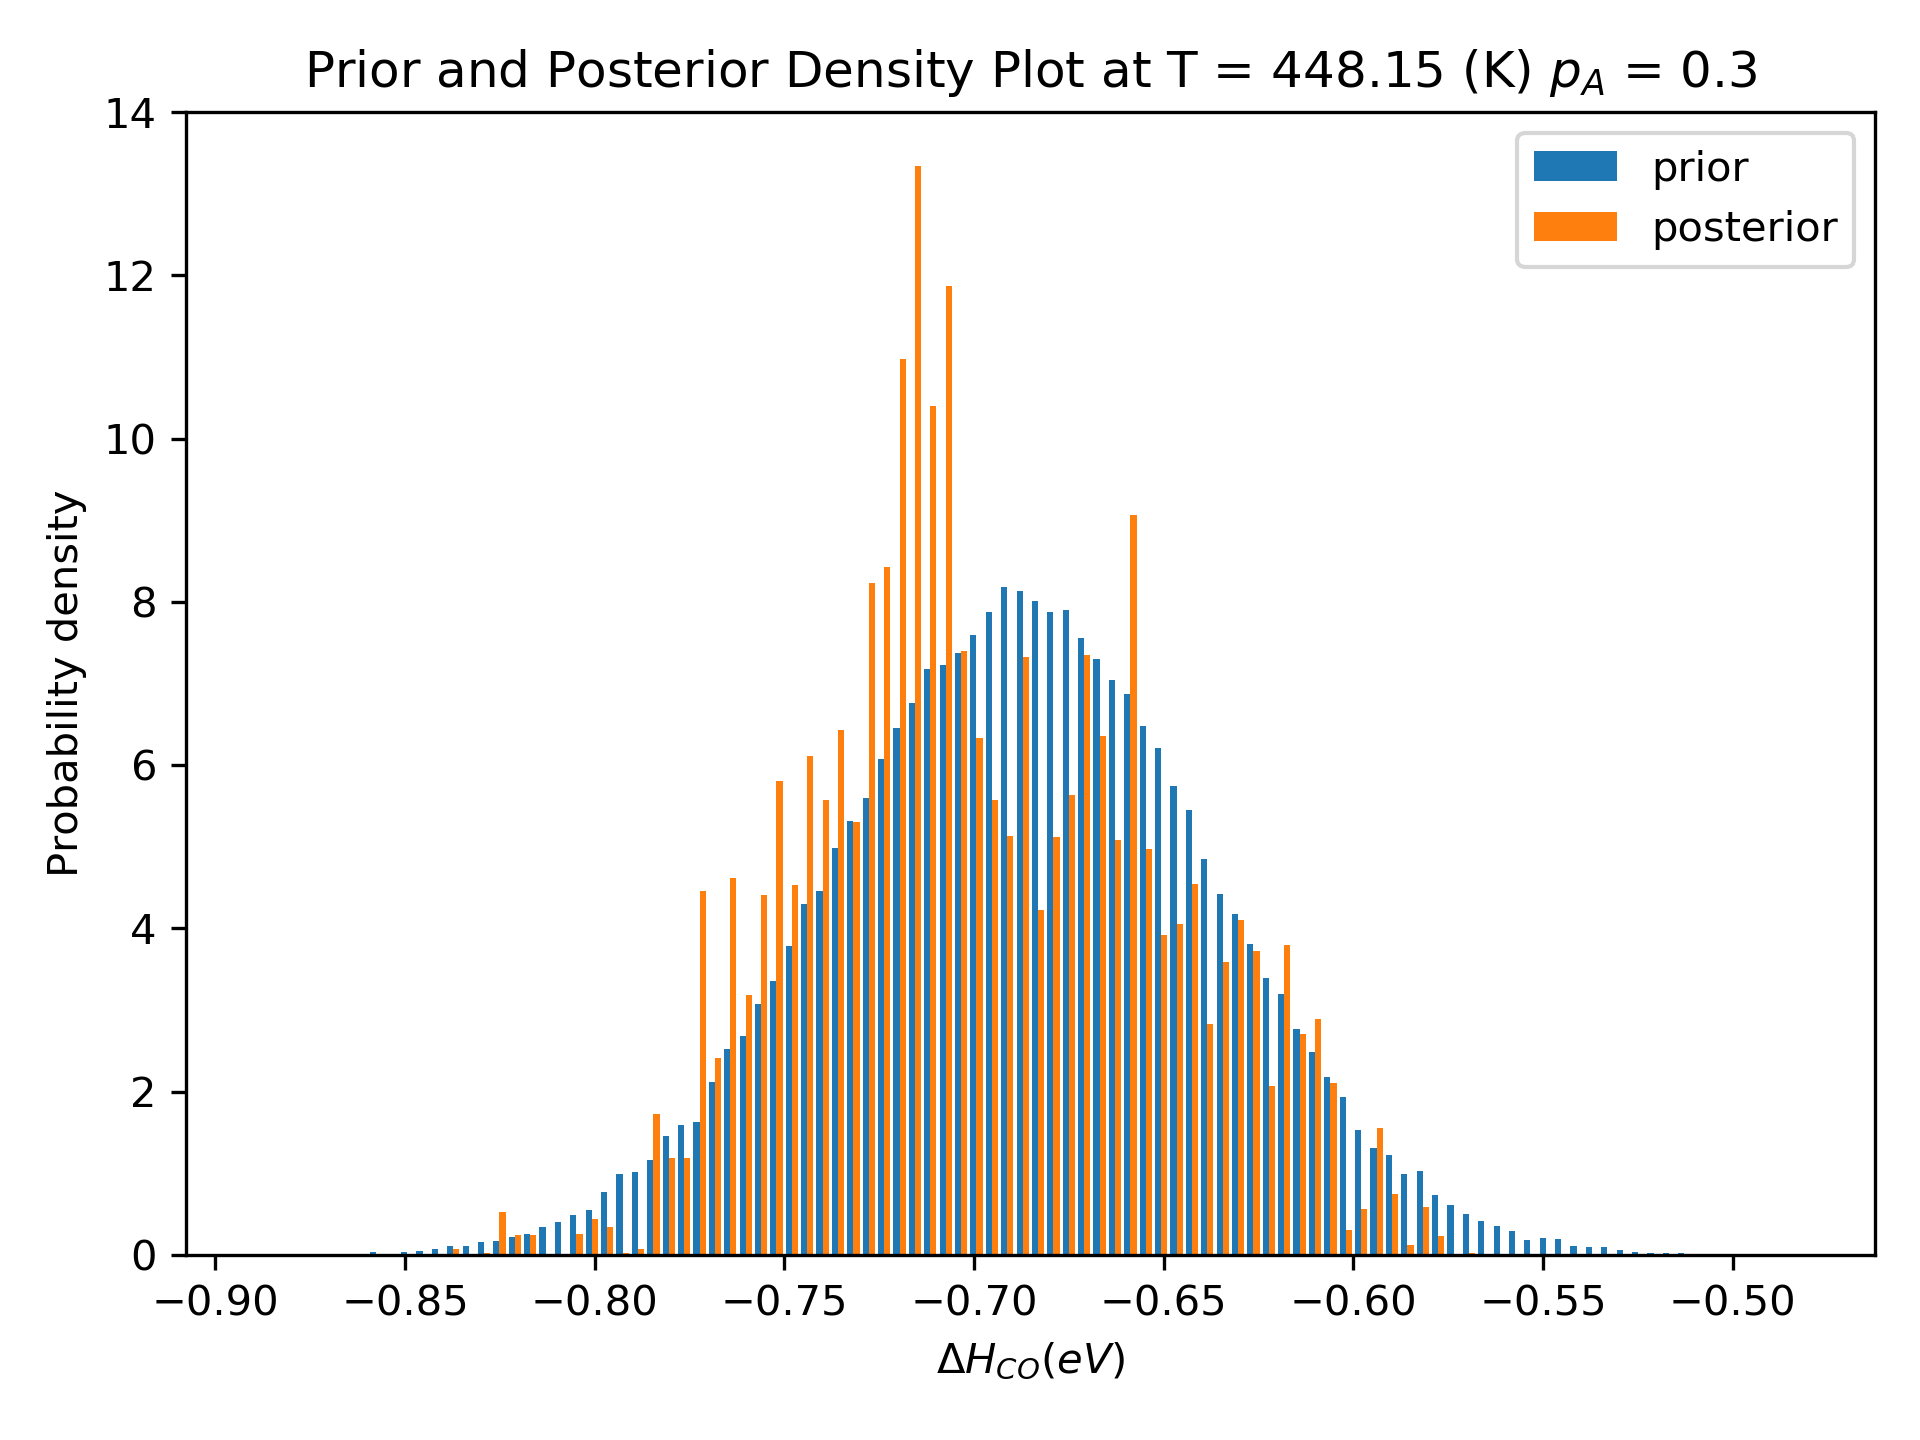 Prior and Posterior Density Plot at T = 448.15 (K) p_A = 0.3
prior
posterior
Probability density
14
12
10
8
6
4
2
0
−0.90 −0.85 −0.80 −0.75 −0.70 −0.65 −0.60 −0.55 −0.50
ΔH_CO(eV)